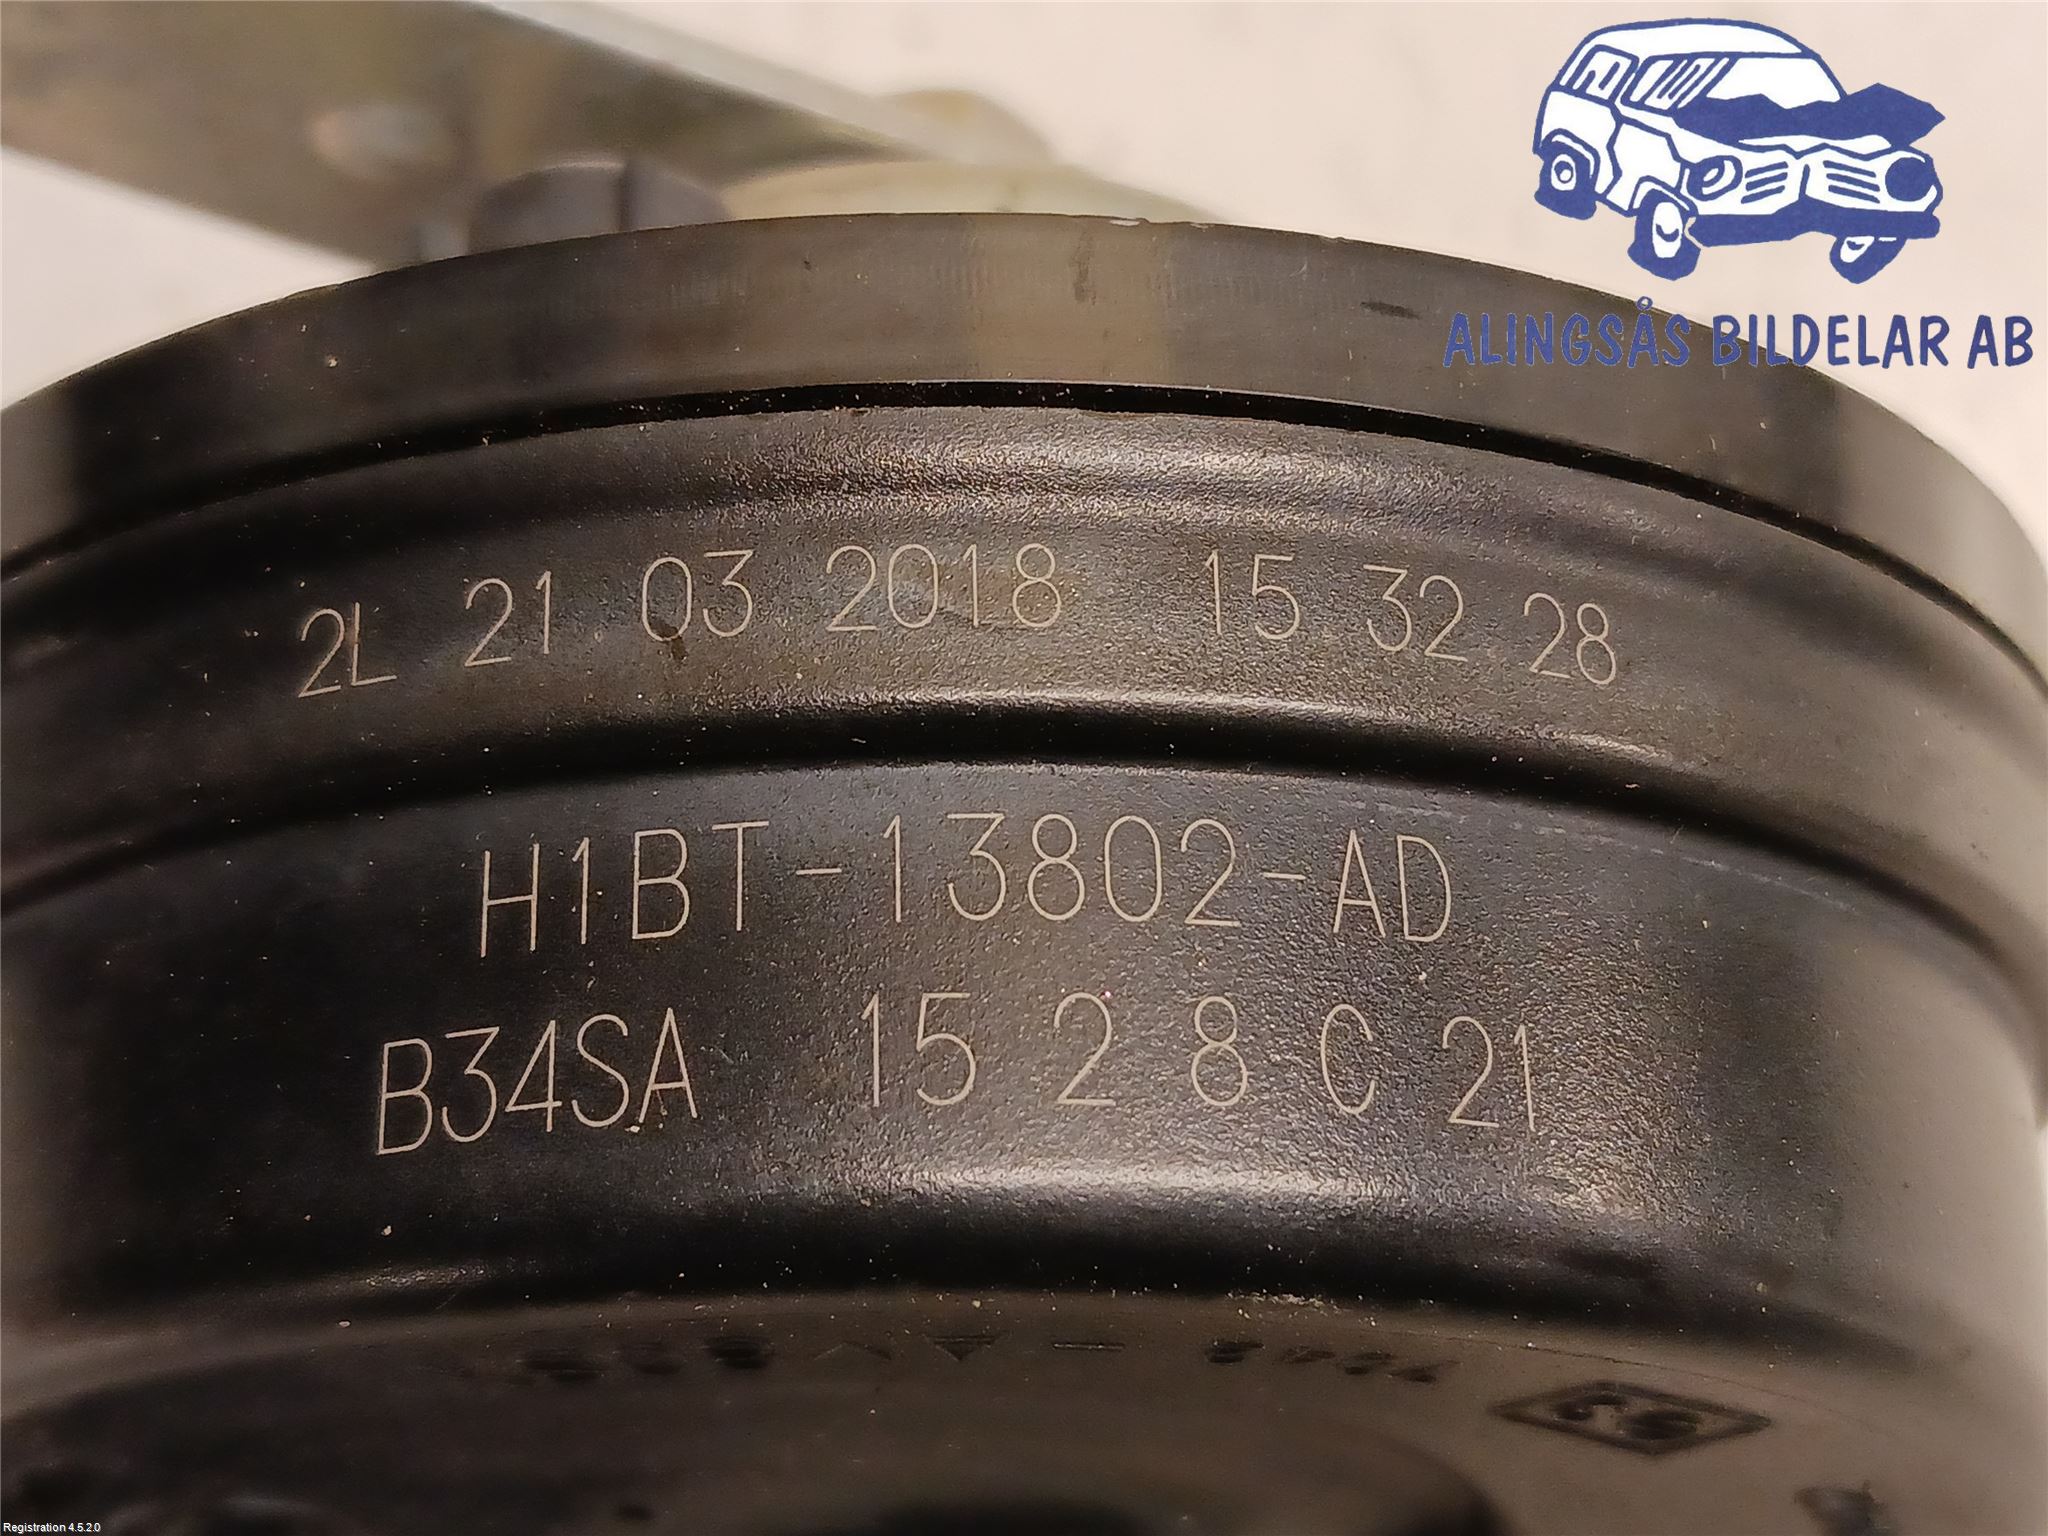 ALINGSÅS BILDELAR AB
2L 21.03 2018 15 32 28
H1BT-13802-AD
B34SA 15 2 8 C 21
Registration 4.5.2.0